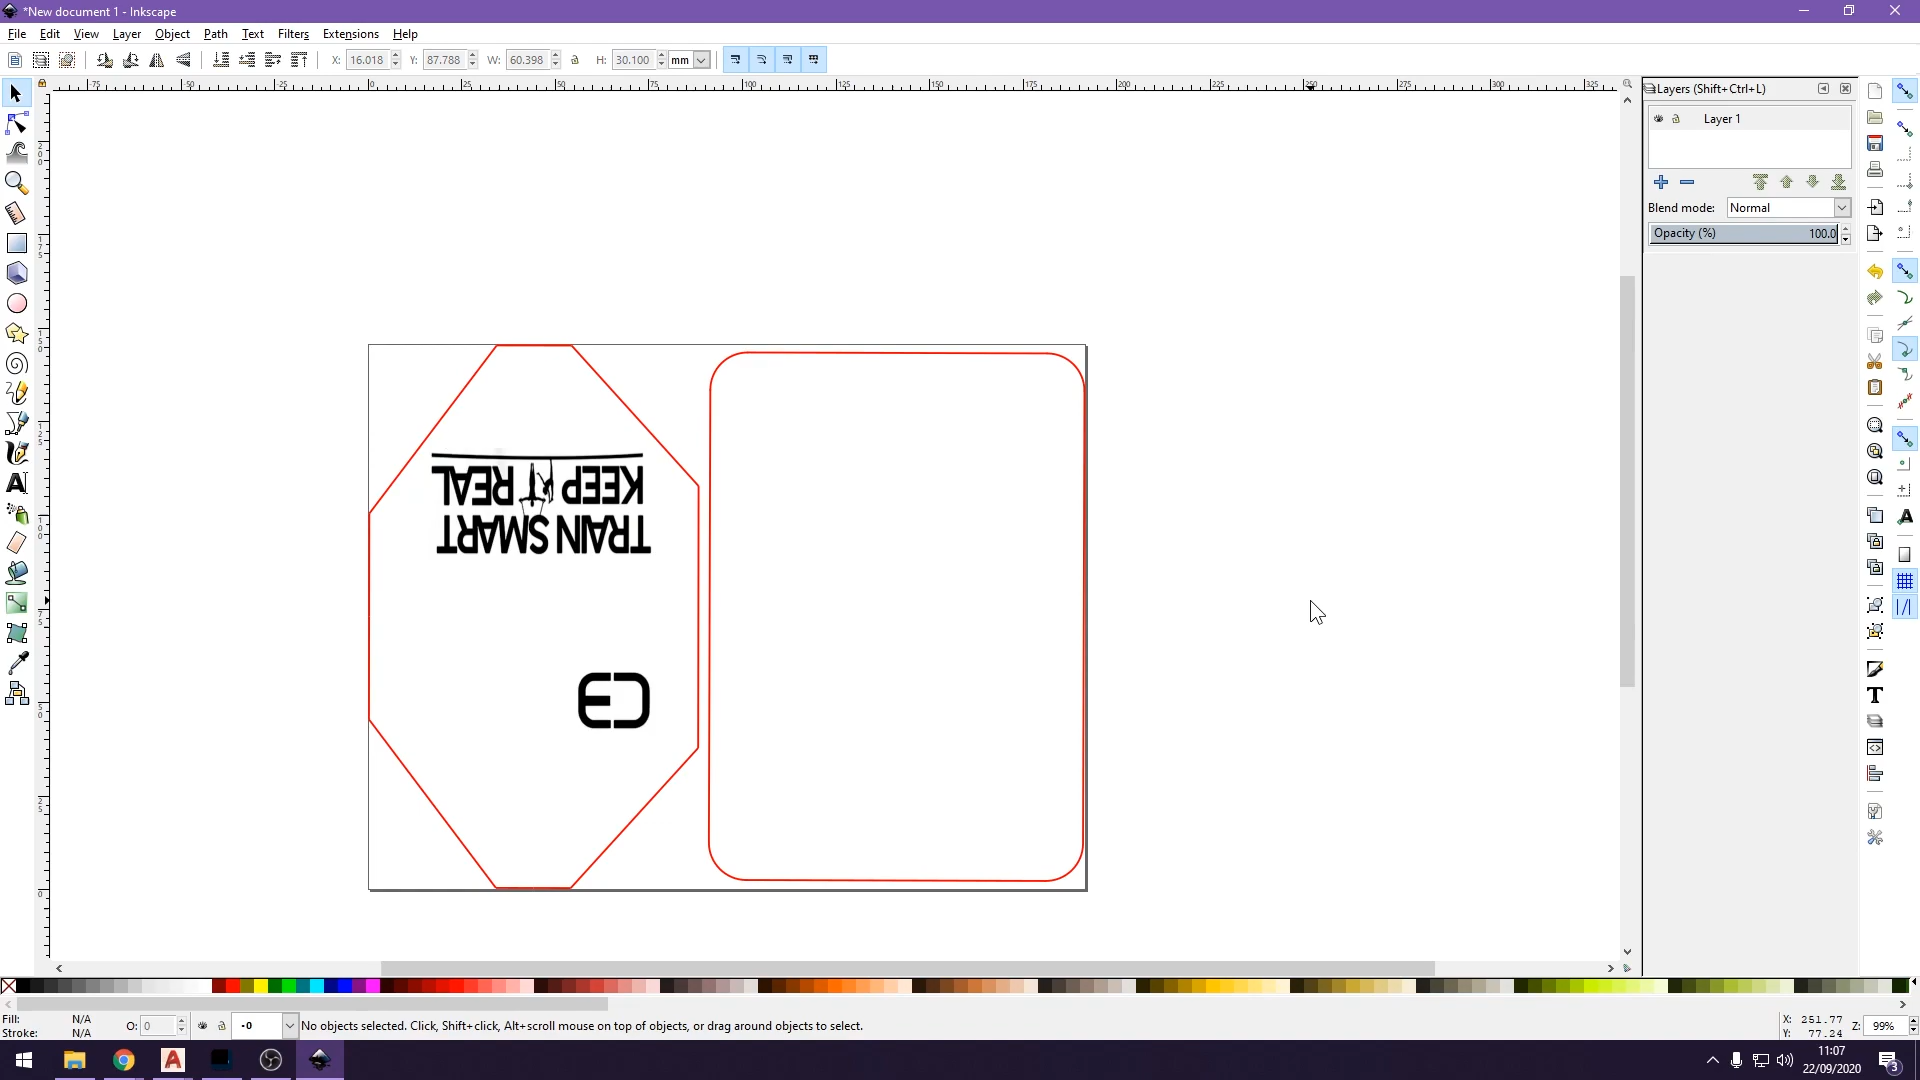 *New document 1 - Inkscape
File Edit View Layer Object Path Text Filters Extensions Help
X: 16.018 Y: 87.788 W: 60.398 H: 30.100 mm
Layers (Shift+Ctrl+L)
Layer 1
Blend mode: Normal
Opacity (%) 100.0
KEEP REAL
TRAIN SMART
Fill: N/A
Stroke: N/A
O: 0
-0
No objects selected. Click, Shift+click, Alt+scroll mouse on top of objects, or drag around objects to select.
X: 251.77
Y: 77.24
Z: 99%
11:07
22/09/2020
3